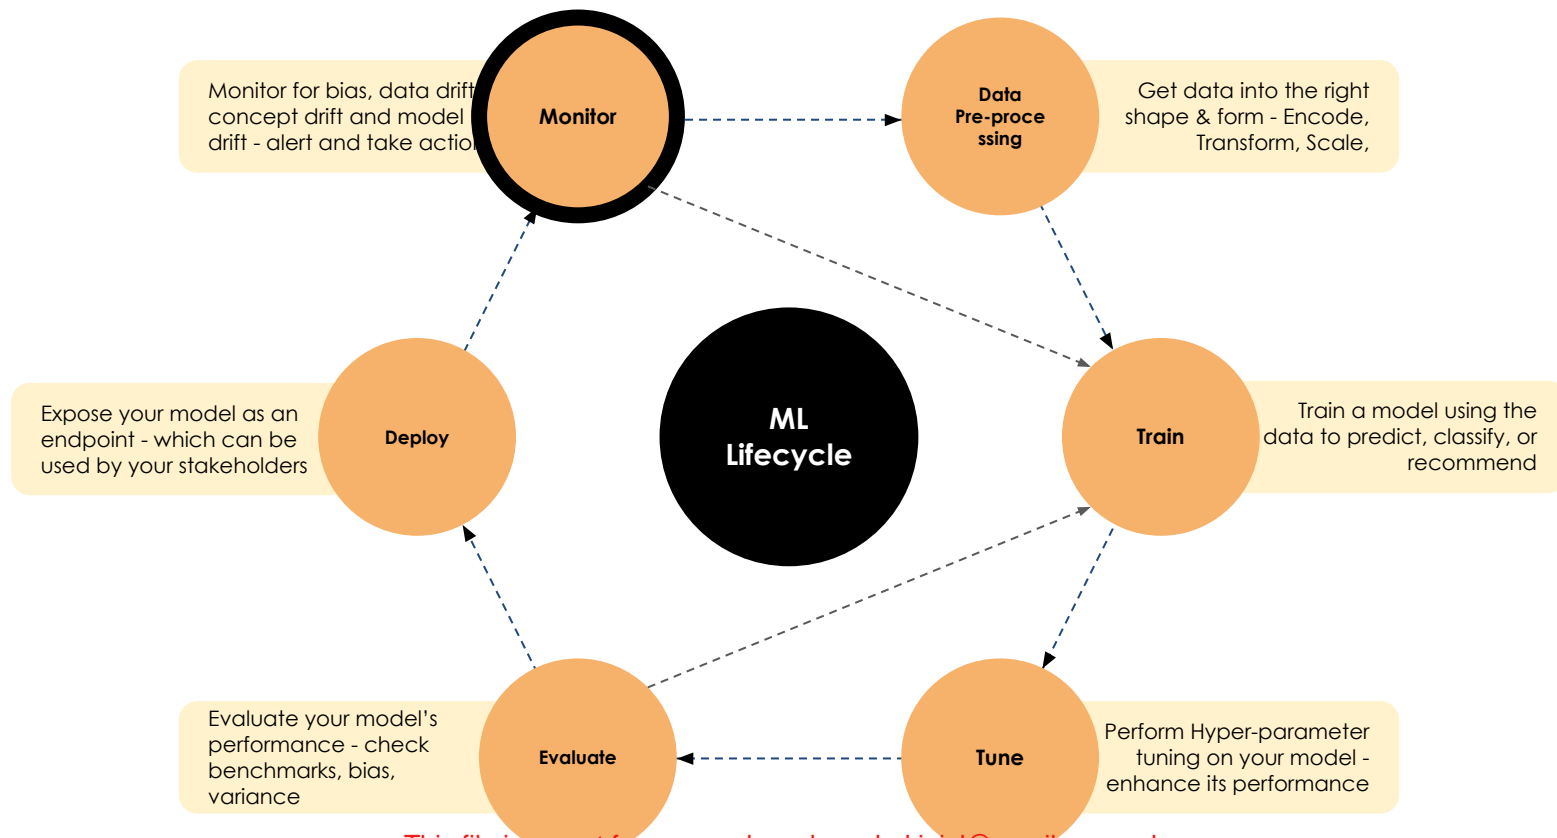 Monitor for bias, data drift
concept drift and model
drift - alert and take action
Monitor
Data
Pre-proce
ssing
Get data into the right
shape & form - Encode,
Transform, Scale,
ML
Lifecycle
Expose your model as an
endpoint - which can be
used by your stakeholders
Deploy
Train
Train a model using the
data to predict, classify, or
recommend
Evaluate your model’s
performance - check
benchmarks, bias,
variance
Evaluate
Tune
Perform Hyper-parameter
tuning on your model -
enhance its performance